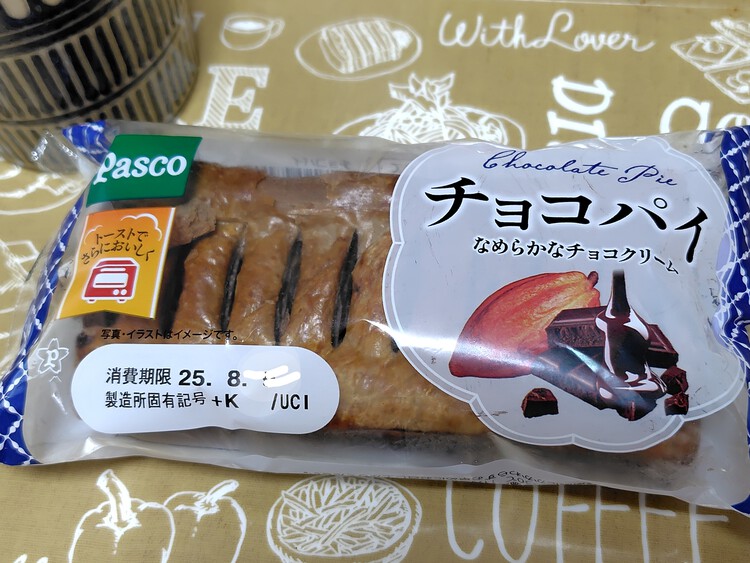 With Lover
Pasco
トーストで
さらにおいしく
Chocolate Pie
チョコパイ
なめらかなチョコクリーム
写真・イラストはイメージです。
消費期限 25. 8.
製造所固有記号 +K /UCI
COFFEE